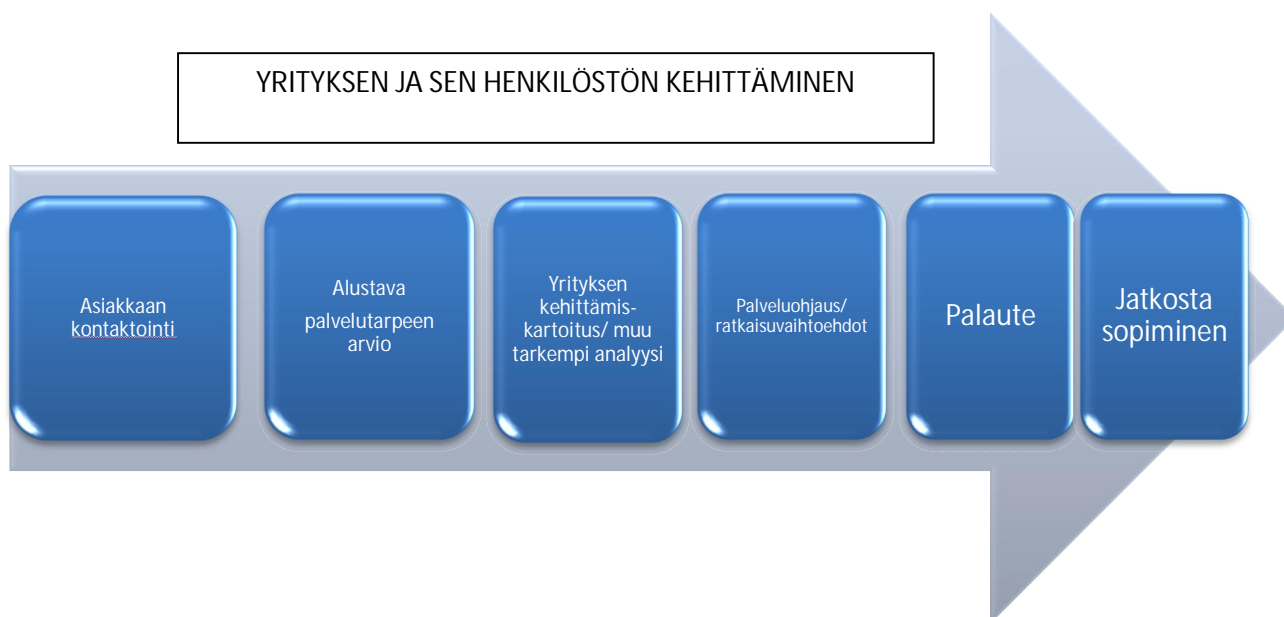 YRITYKSEN JA SEN HENKILÖSTÖN KEHITTÄMINEN
Asiakkaan
kontaktointi
Alustava
palvelutarpeen
arvio
Yrityksen
kehittämis-
kartoitus/ muu
tarkempi analyysi
Palveluohjaus/
ratkaisuvaihtoehdot
Palaute
Jatkosta
sopiminen